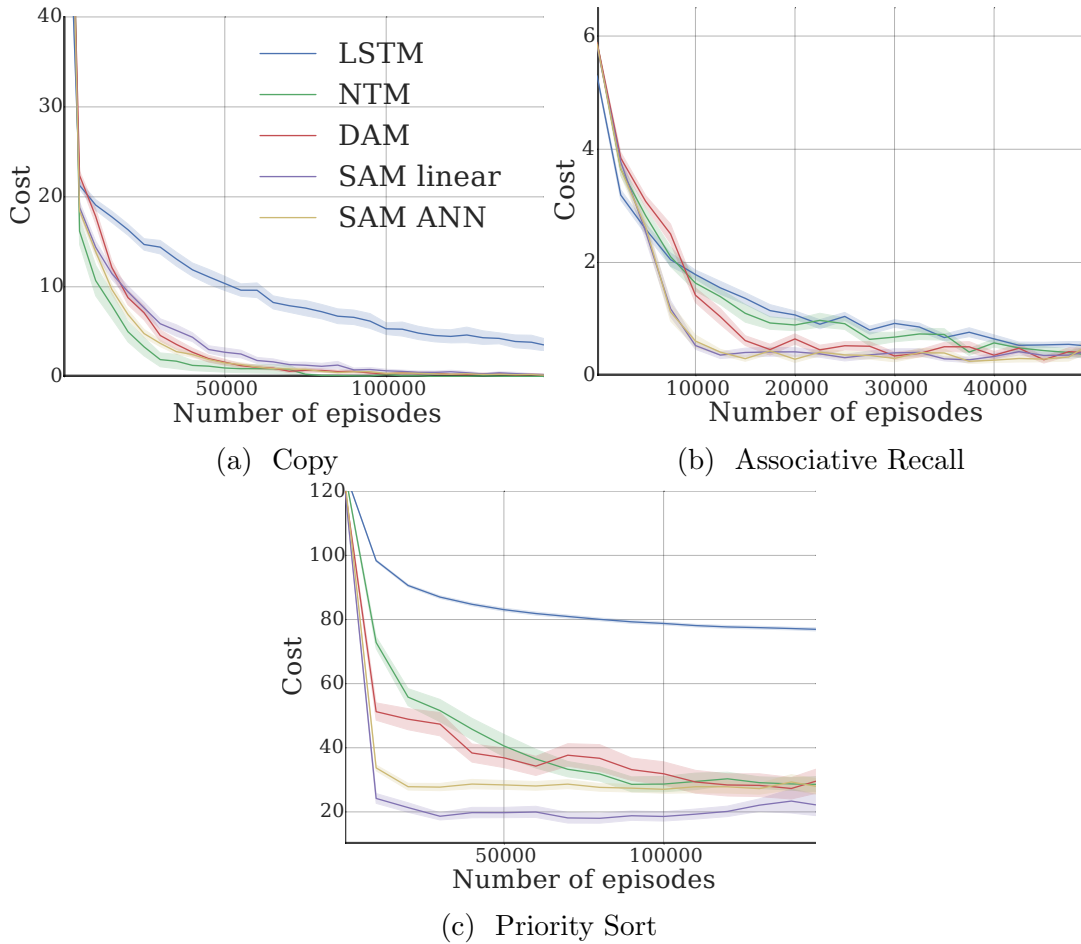 40
30
20
10
0
Cost
LSTM
NTM
DAM
SAM linear
SAM ANN
50000 100000
Number of episodes
(a) Copy
6
4
2
0
Cost
10000 20000 30000 40000
Number of episodes
(b) Associative Recall
120
100
80
60
40
20
Cost
50000 100000
Number of episodes
(c) Priority Sort